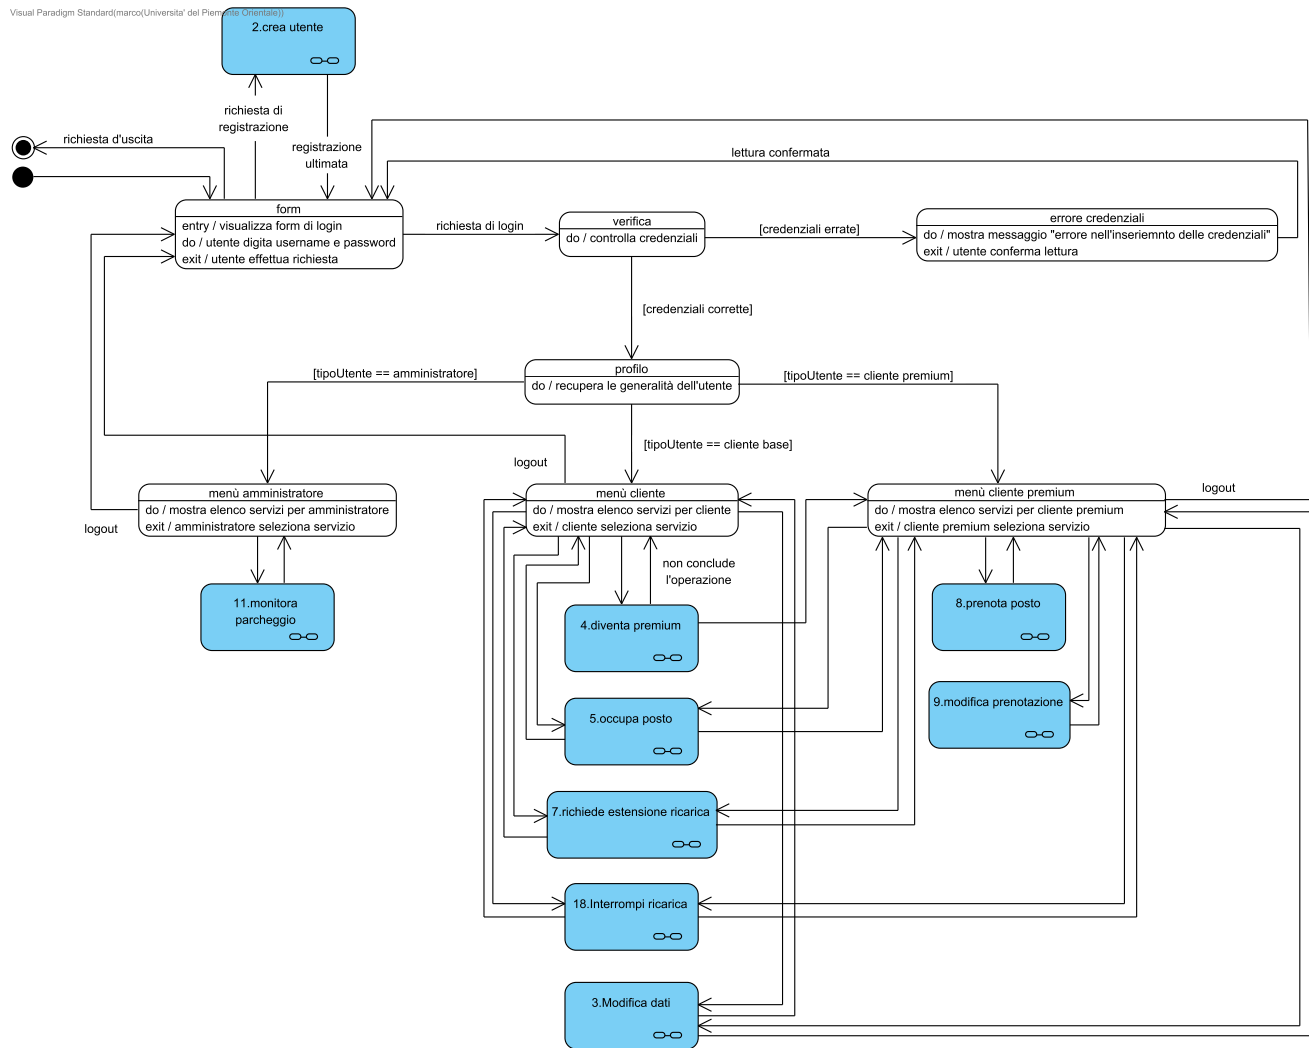 Visual Paradigm Standard(marco(Universita' del Piemonte Orientale))
2.crea utente
richiesta di
registrazione
registrazione
ultimata
richiesta d'uscita
lettura confermata
form
entry / visualizza form di login
do / utente digita username e password
exit / utente effettua richiesta
richiesta di login
verifica
do / controlla credenziali
[credenziali errate]
errore credenziali
do / mostra messaggio "errore nell'inseriemnto delle credenziali"
exit / utente conferma lettura
[credenziali corrette]
profilo
do / recupera le generalità dell'utente
[tipoUtente == amministratore]
[tipoUtente == cliente premium]
[tipoUtente == cliente base]
logout
menù amministratore
do / mostra elenco servizi per amministratore
exit / amministratore seleziona servizio
logout
menù cliente
do / mostra elenco servizi per cliente
exit / cliente seleziona servizio
menù cliente premium
do / mostra elenco servizi per cliente premium
exit / cliente premium seleziona servizio
logout
non conclude
l'operazione
11.monitora
parcheggio
4.diventa premium
8.prenota posto
5.occupa posto
9.modifica prenotazione
7.richiede estensione ricarica
18.Interrompi ricarica
3.Modifica dati